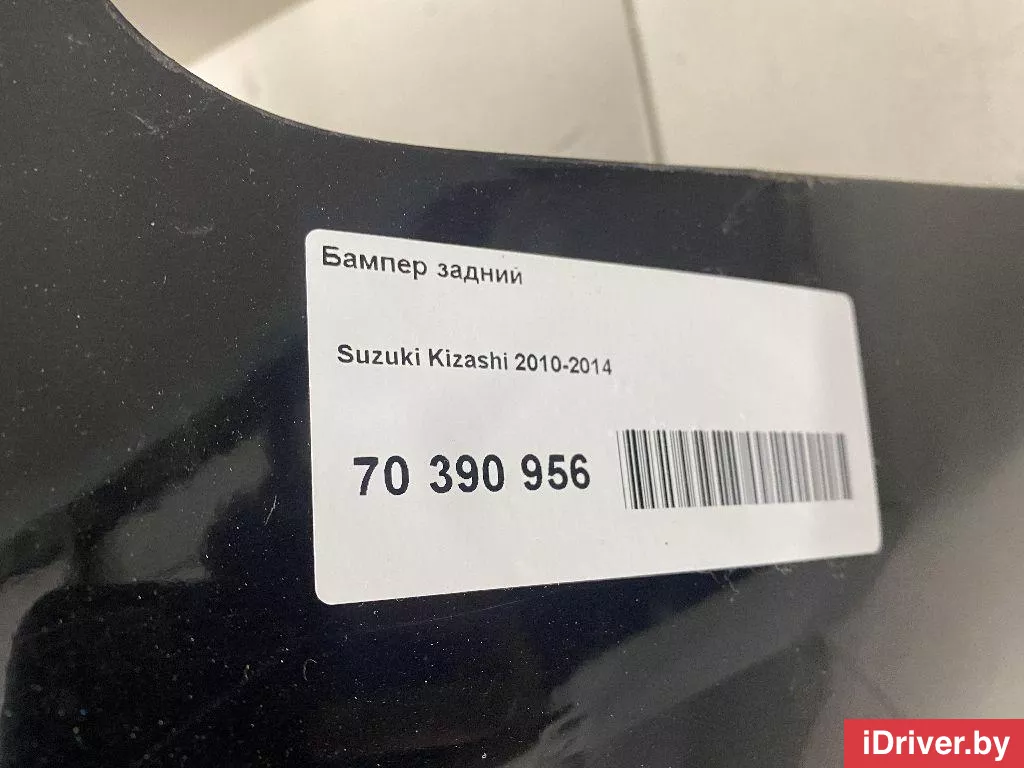 Бампер задний
Suzuki Kizashi 2010-2014
70 390 956
iDriver.by